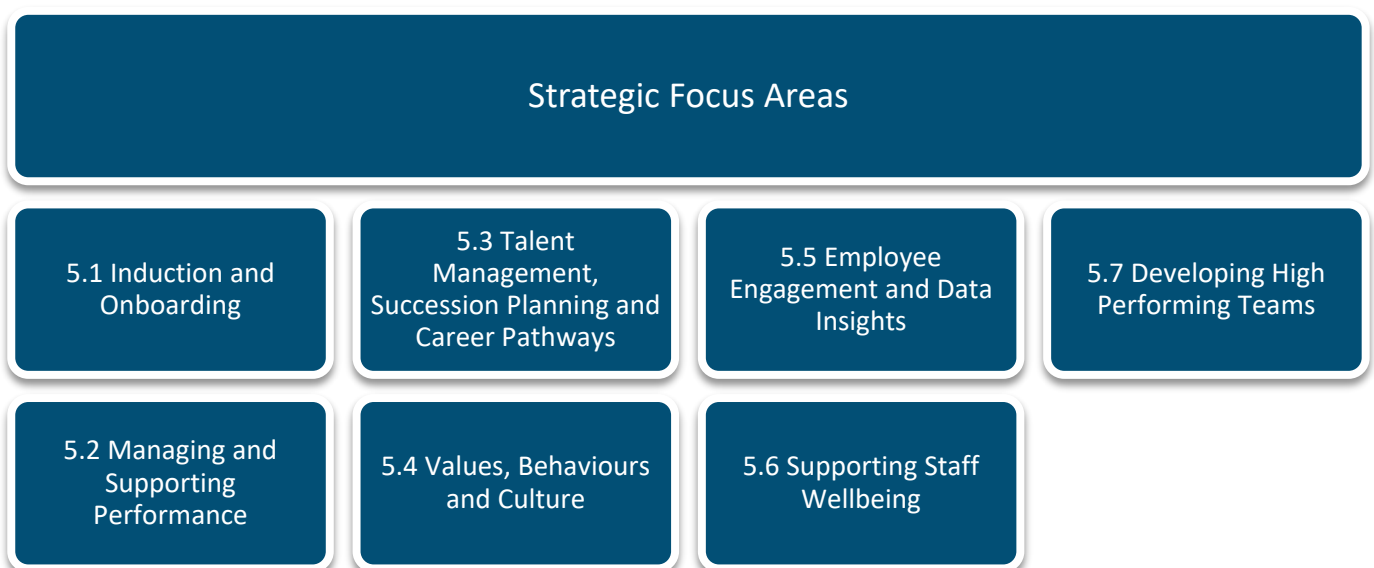 Strategic Focus Areas
5.1 Induction and
Onboarding
5.2 Managing and
Supporting
Performance
5.3 Talent
Management,
Succession Planning and
Career Pathways
5.4 Values, Behaviours
and Culture
5.5 Employee
Engagement and Data
Insights
5.6 Supporting Staff
Wellbeing
5.7 Developing High
Performing Teams